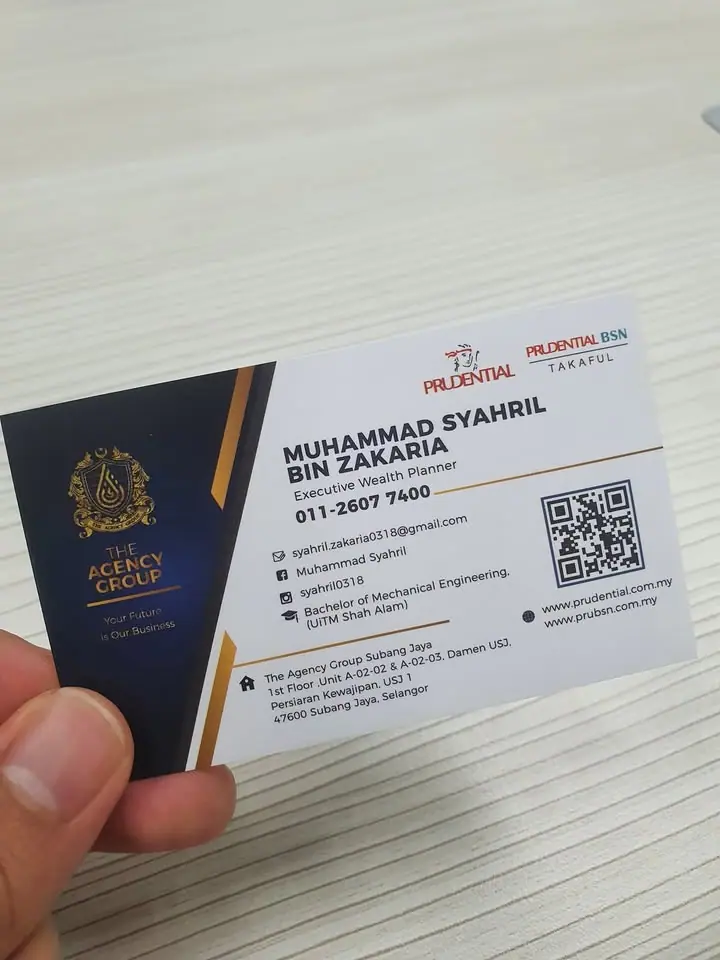 THE AGENCY GROUP
THE
AGENCY
GROUP
Your Future
is Our Business
PRUDENTIAL
PRUDENTIAL BSN
TAKAFUL
MUHAMMAD SYAHRIL
BIN ZAKARIA
Executive Wealth Planner
011-2607 7400
syahril.zakaria0318@gmail.com
Muhammad Syahril
syahril0318
Bachelor of Mechanical Engineering,
(UiTM Shah Alam)
www.prudential.com.my
www.prubsn.com.my
The Agency Group Subang Jaya
1st Floor ,Unit A-02-02 & A-02-03, Damen USJ,
Persiaran Kewajipan, USJ 1
47600 Subang Jaya, Selangor